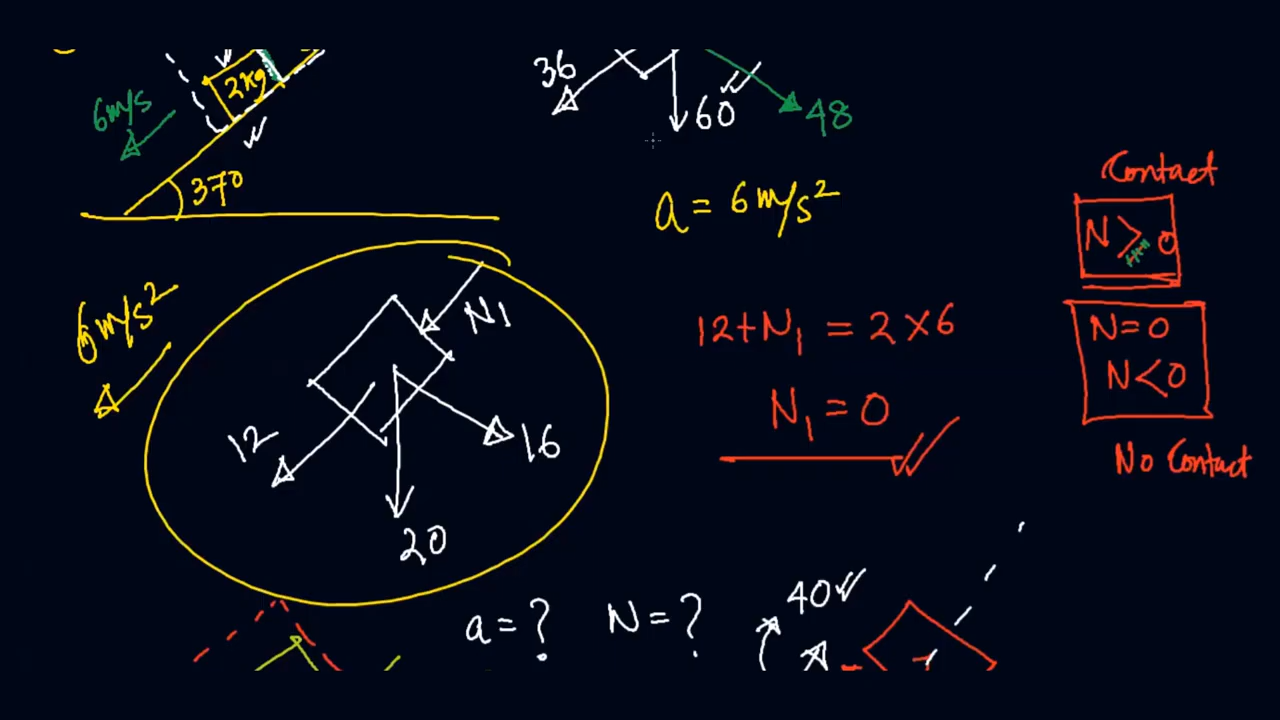 2kg
6m/s
370
36
60
48
a = 6m/s²
Contact
N ≥ 0
6m/s²
N1
12
16
20
12+N₁ = 2×6
N₁ = 0
N=0
N<0
No Contact
a=? N=?
40